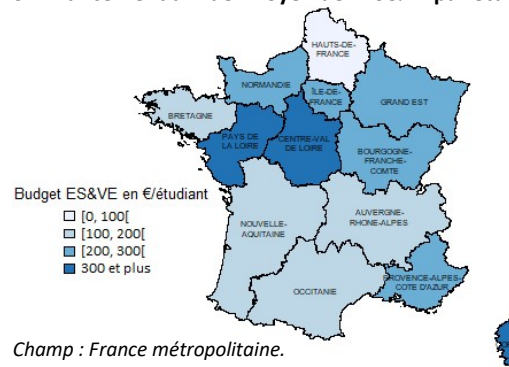 HAUTS-DE-
FRANCE
NORMANDIE
ÎLE-DE-
FRANCE
GRAND EST
BRETAGNE
PAYS DE
LA LOIRE
CENTRE-VAL
DE LOIRE
BOURGOGNE-
FRANCHE-
COMTE
Budget ES&VE en €/étudiant
[0, 100[
[100, 200[
[200, 300[
300 et plus
NOUVELLE-
AQUITAINE
AUVERGNE-
RHONE-ALPES
OCCITANIE
PROVENCE-ALPES-
COTE D'AZUR
Champ : France métropolitaine.